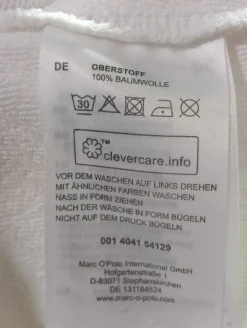 DE OBERSTOFF
100% BAUMWOLLE
30
clevercare.info™
VOR DEM WASCHEN AUF LINKS DREHEN
MIT ÄHNLICHEN FARBEN WASCHEN
NASS IN FORM ZIEHEN
NACH DER WÄSCHE IN FORM BÜGELN
NICHT AUF DEM DRUCK BÜGELN
001 4041 54129
Marc O'Polo International GmbH
Hofgartenstraße 1
D-83071 Stephanskirchen
DE 131184624
www.marc-o-polo.com